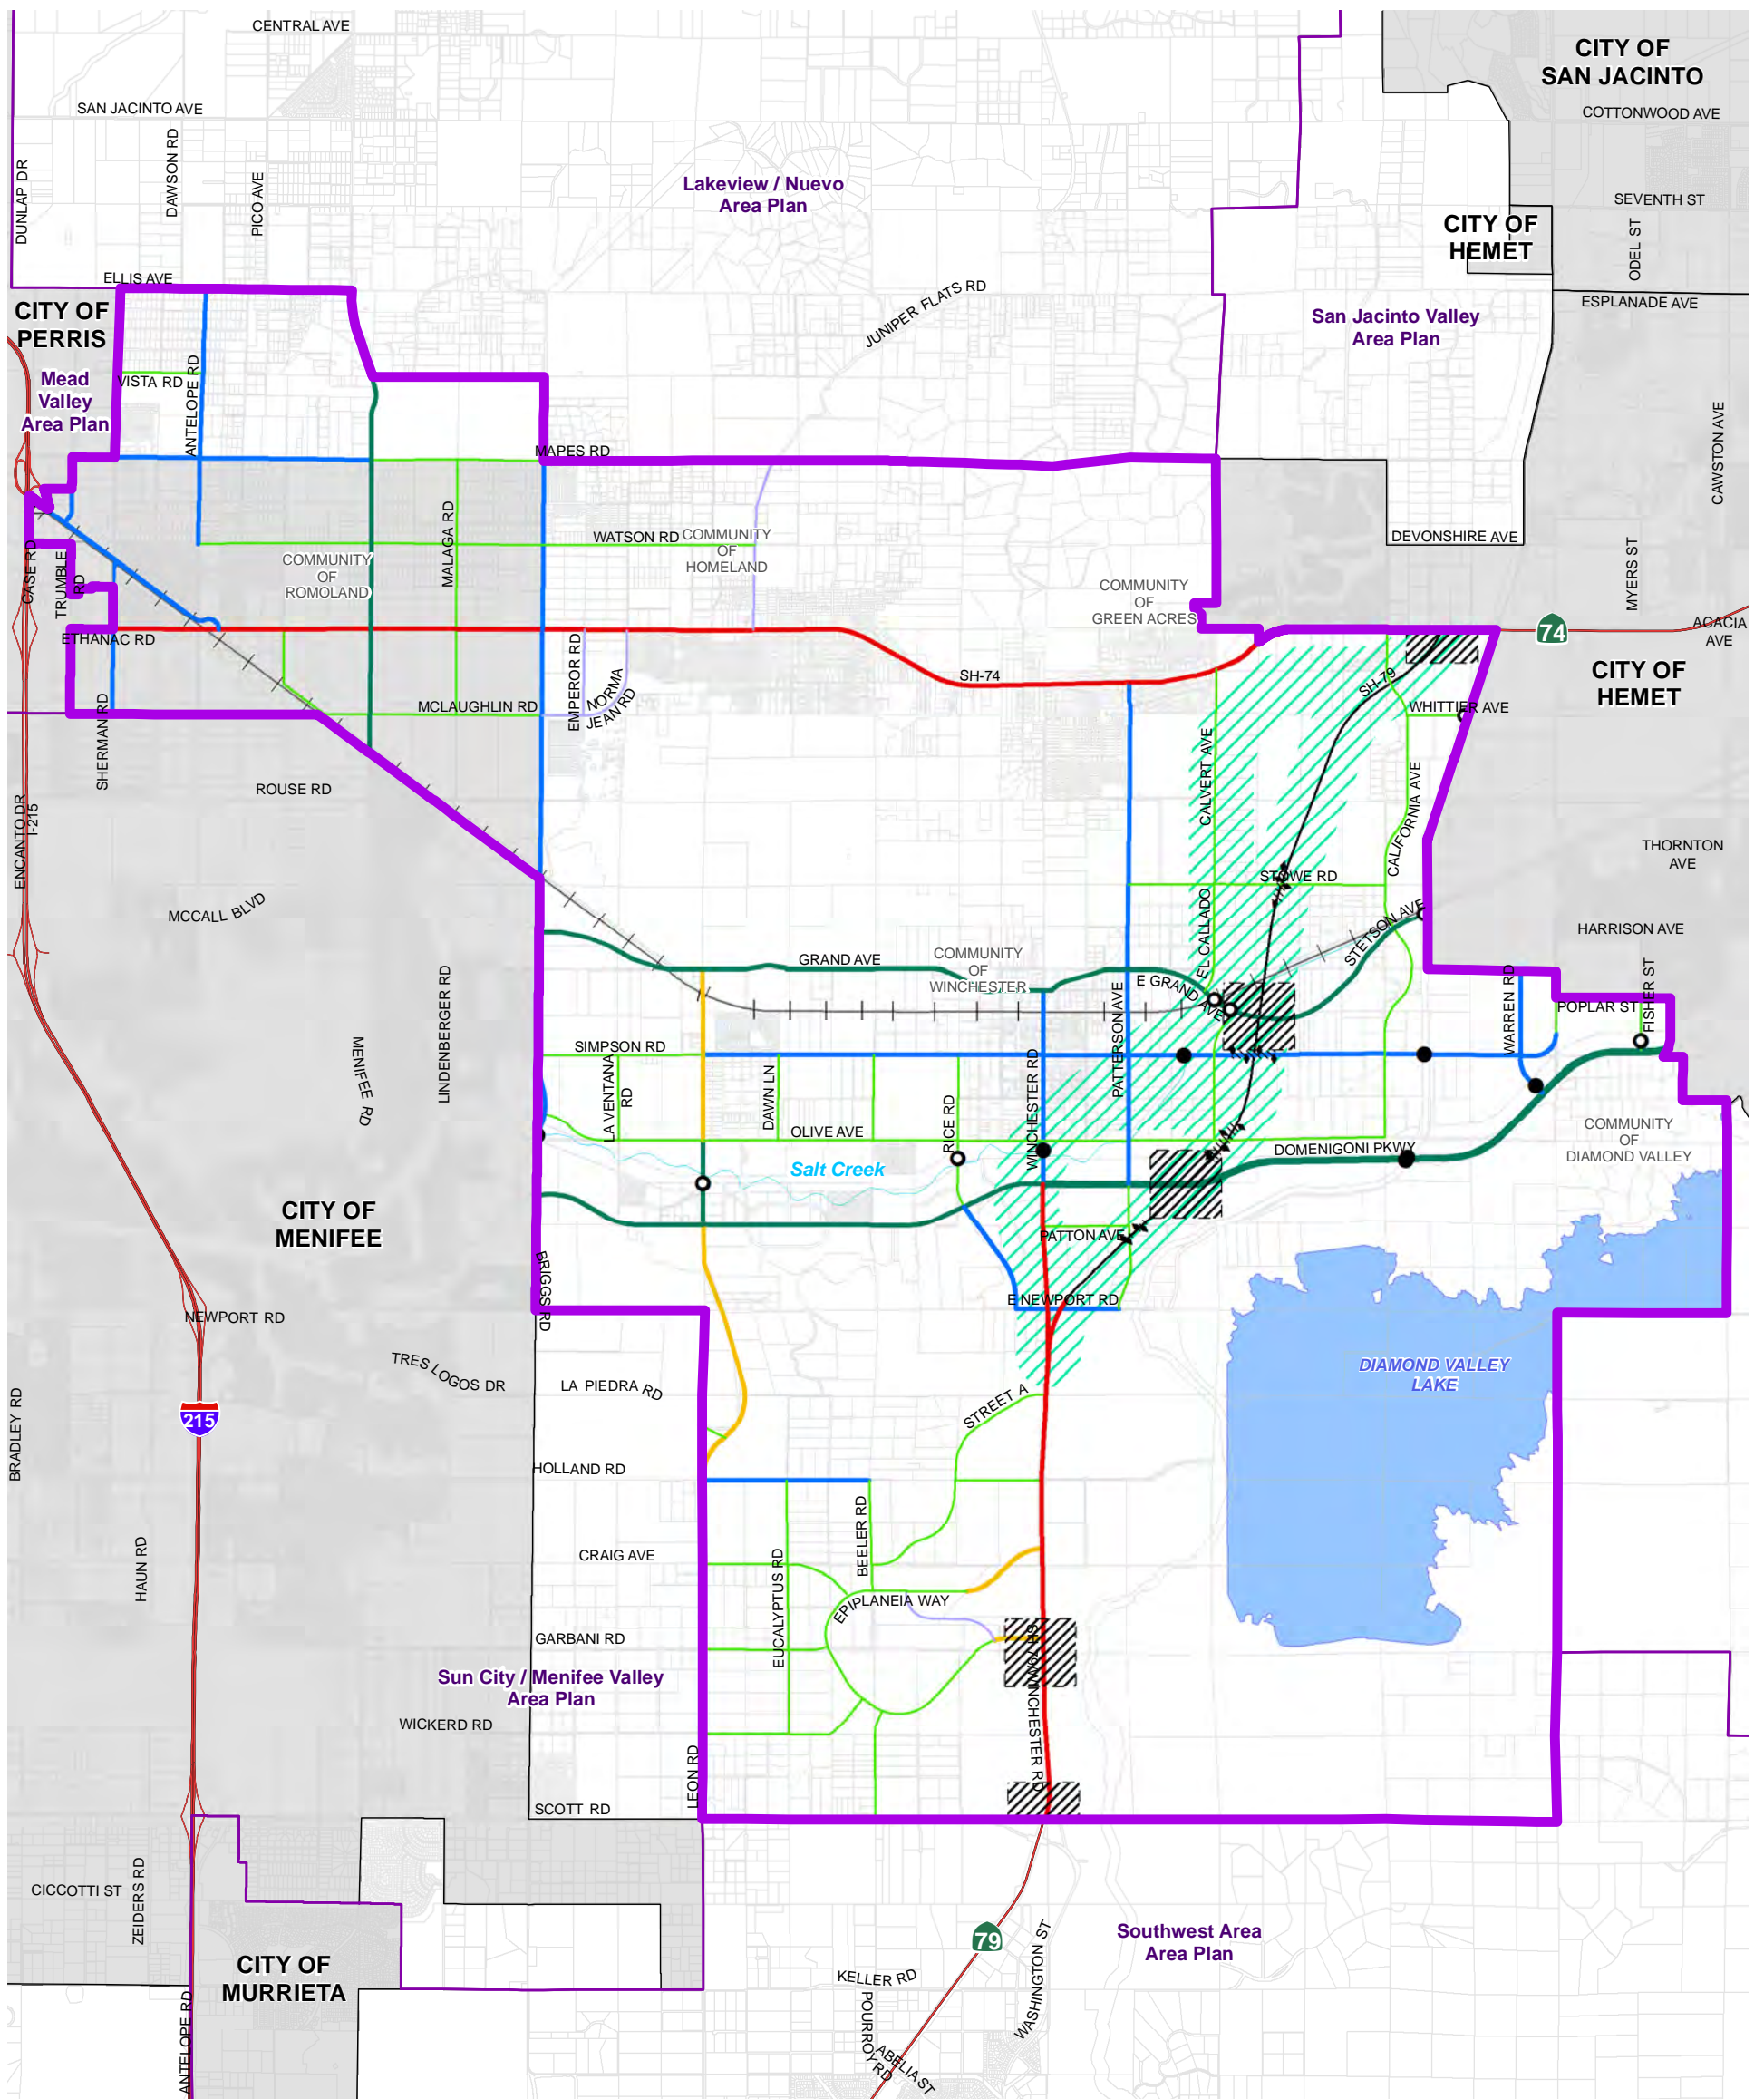 CENTRAL AVE
CITY OF
SAN JACINTO
SAN JACINTO AVE
COTTONWOOD AVE
DUNLAP DR
DAWSON RD
PICO AVE
Lakeview / Nuevo
Area Plan
SEVENTH ST
CITY OF
HEMET
ODEL ST
ELLIS AVE
ESPLANADE AVE
CITY OF
PERRIS
JUNIPER FLATS RD
San Jacinto Valley
Area Plan
Mead
Valley
Area Plan
VISTA RD
ANTELOPE RD
CAWSTON AVE
MAPES RD
MALAGA RD
WATSON RD
COMMUNITY
OF
HOMELAND
DEVONSHIRE AVE
CASE RD
TRUMBLE
RD
COMMUNITY
OF
ROMOLAND
COMMUNITY
OF
GREEN ACRES
MYERS ST
ETHANAC RD
74
ACACIA
AVE
EMPEROR RD
NORMA
JEAN RD
SH-74
SH-79
CITY OF
HEMET
SHERMAN RD
MCLAUGHLIN RD
WHITTIER AVE
ROUSE RD
CALVERT AVE
CALIFORNIA AVE
ENCANTO DR
I-215
THORNTON
AVE
STOWE RD
MCCALL BLVD
EL CALLADO
STETSON AVE
HARRISON AVE
LINDENBERGER RD
GRAND AVE
COMMUNITY
OF
WINCHESTER
E GRAND AVE
WARREN RD
FISHER ST
POPLAR ST
MENIFEE RD
SIMPSON RD
LA VENTANA
RD
DAWN LN
RICE RD
WINCHESTER RD
PATTERSON AVE
OLIVE AVE
DOMENIGONI PKWY
COMMUNITY
OF
DIAMOND VALLEY
Salt Creek
CITY OF
MENIFEE
PATTON AVE
BRIGGS RD
E NEWPORT RD
NEWPORT RD
TRES LOGOS DR
LA PIEDRA RD
DIAMOND VALLEY
LAKE
STREET A
215
BRADLEY RD
HOLLAND RD
BEELER RD
HAUN RD
CRAIG AVE
EUCALYPTUS RD
EPIPLANEIA WAY
GARBANI RD
SH-79/WINCHESTER RD
Sun City / Menifee Valley
Area Plan
WICKERD RD
LEON RD
SCOTT RD
CICCOTTI ST
ZEIDERS RD
79
WASHINGTON ST
Southwest Area
Area Plan
CITY OF
MURRIETA
KELLER RD
POURROY RD
ANTELOPE RD
ABELIA ST